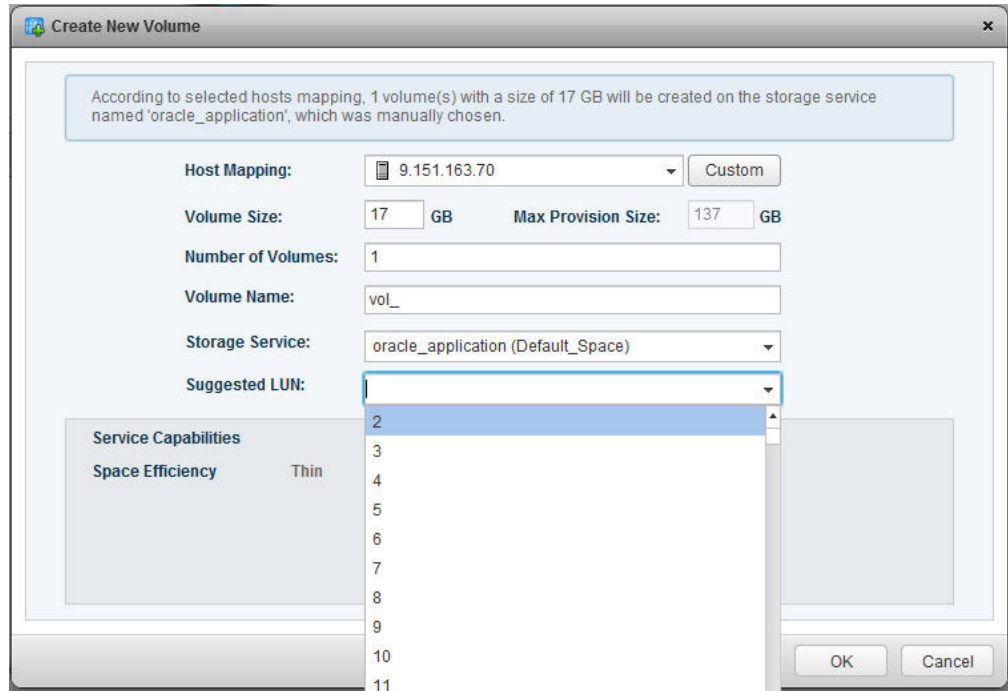 Create New Volume
According to selected hosts mapping, 1 volume(s) with a size of 17 GB will be created on the storage service
named 'oracle_application', which was manually chosen.
Host Mapping: 9.151.163.70 Custom
Volume Size: 17 GB Max Provision Size: 137 GB
Number of Volumes: 1
Volume Name: vol_
Storage Service: oracle_application (Default_Space)
Suggested LUN:
2
Service Capabilities
3
Space Efficiency Thin
4
5
6
7
8
9
10
11
OK Cancel